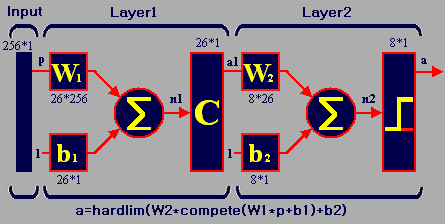 Input Layer1 Layer2
256*1 26*1 8*1
p W1 n1 C a1 W2 n2 a
26*256 Σ 8*26 Σ
1 b1 1 b2
26*1 8*1
a=hardlim(W2*compete(W1*p+b1)+b2)